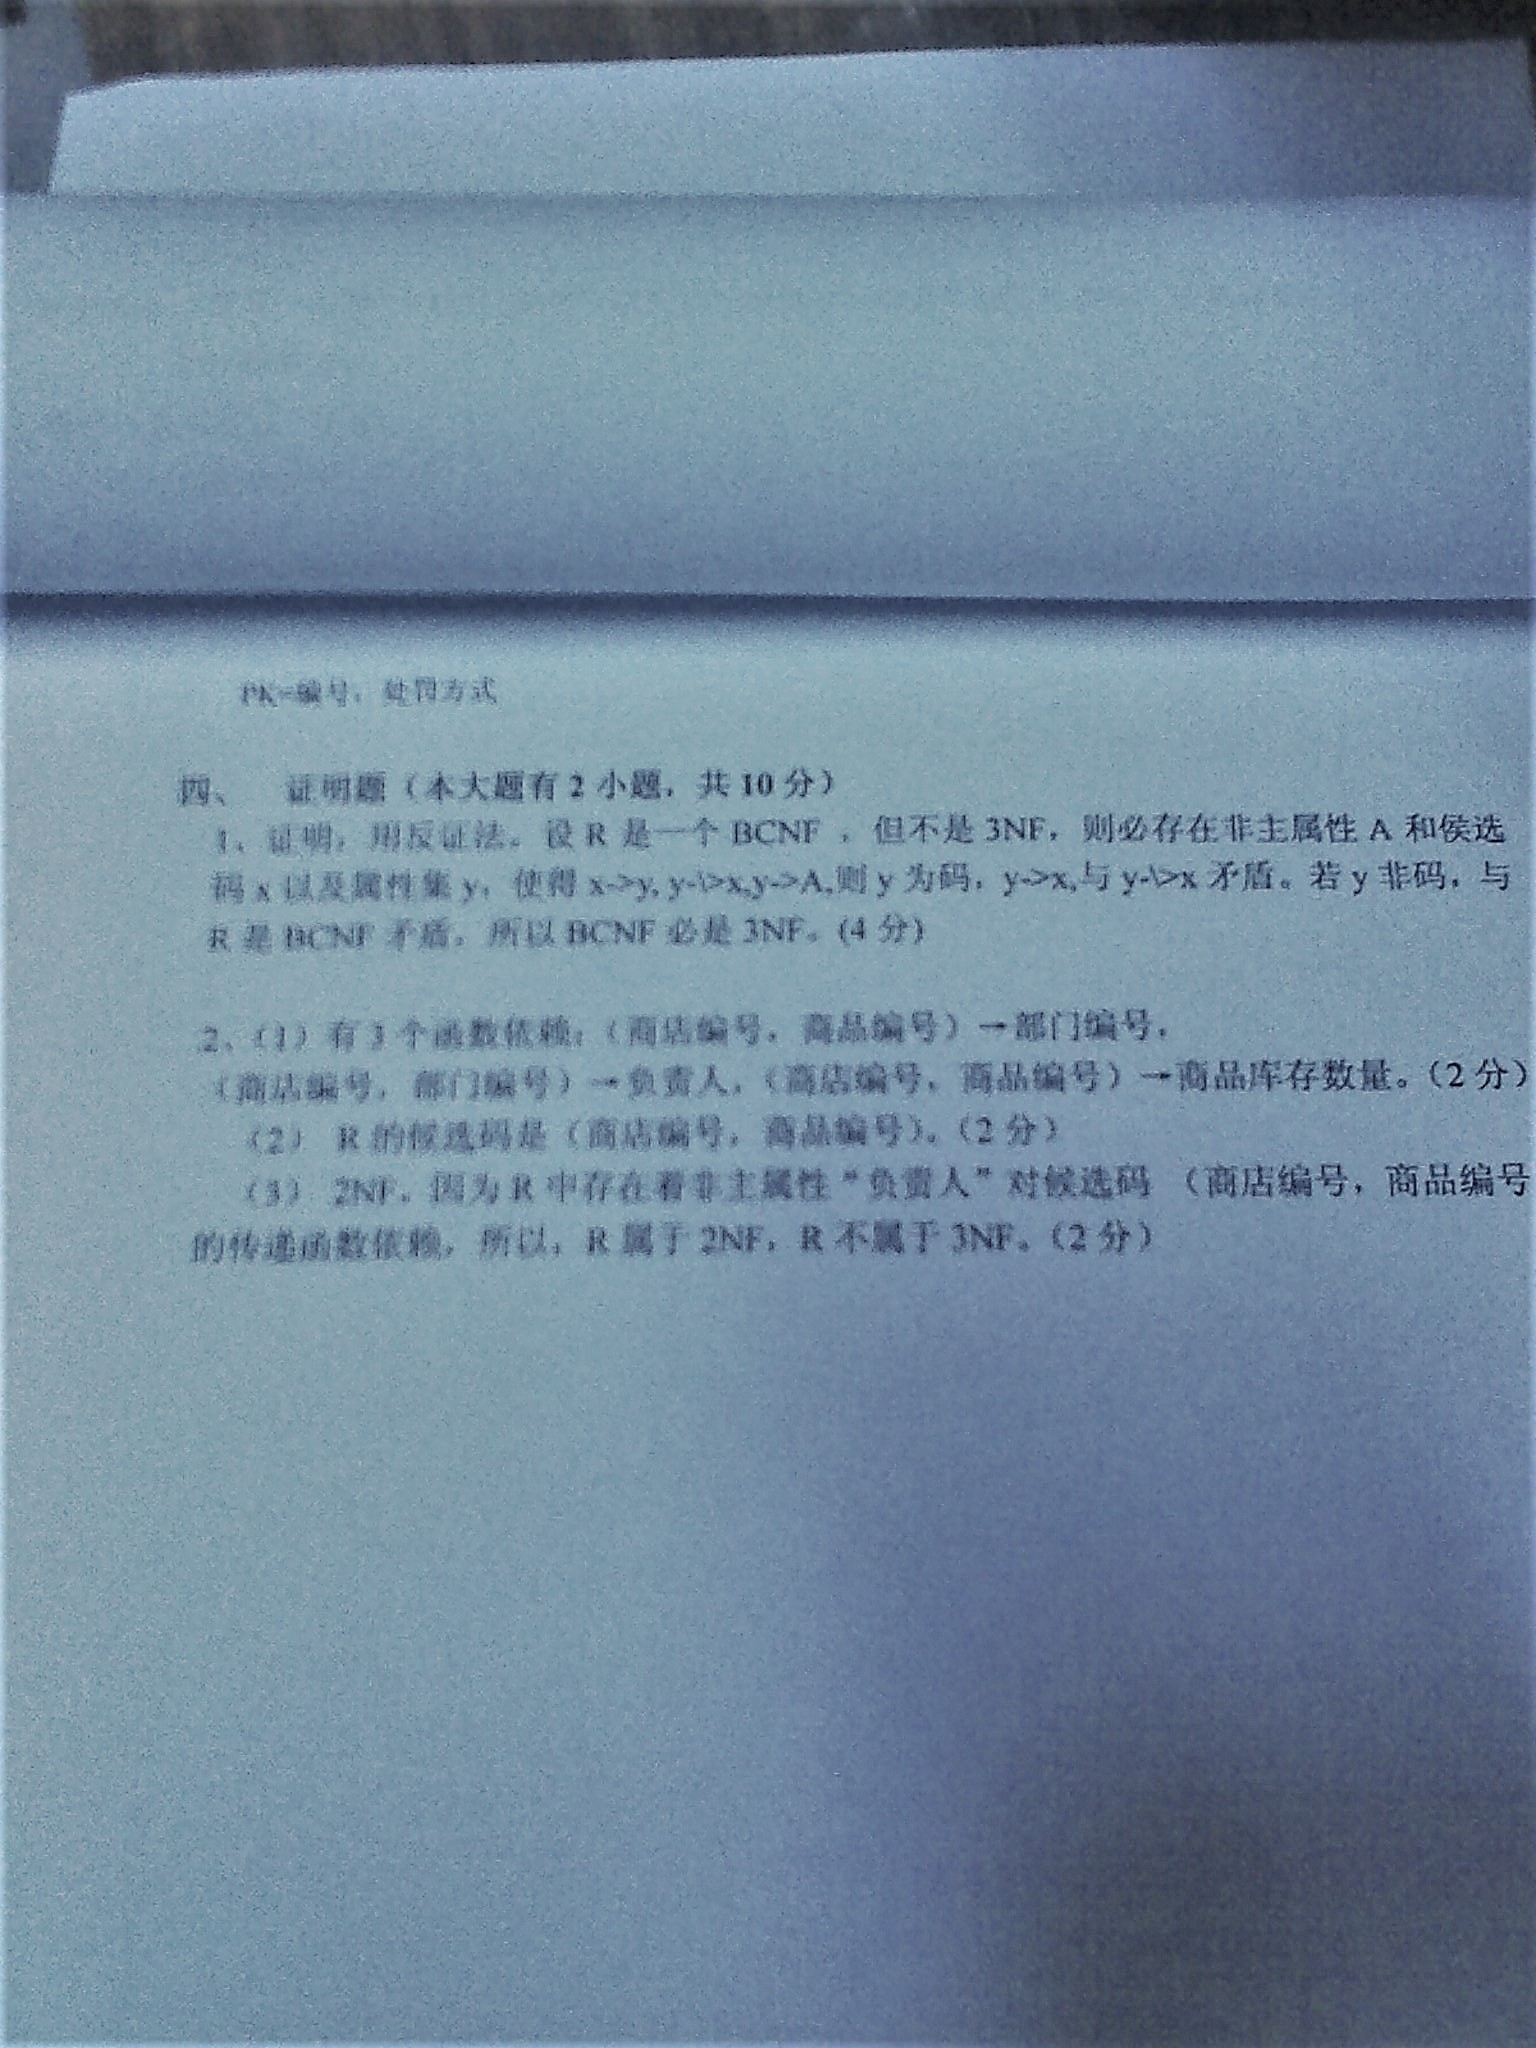 PK=编号，处罚方式
四、 证明题（本大题有 2 小题，共 10 分）
1、证明：用反证法。设 R 是一个 BCNF ，但不是 3NF，则必存在非主属性 A 和侯选
码 x 以及属性集 y，使得 x->y, y-\>x,y->A,则 y 为码，y->x,与 y-\>x 矛盾。若 y 非码，与
R 是 BCNF 矛盾，所以 BCNF 必是 3NF。(4 分)
2、（1）有 3 个函数依赖：（商店编号，商品编号）→部门编号，
（商店编号，部门编号）→负责人，（商店编号，商品编号）→商品库存数量。（2 分）
（2） R 的候选码是（商店编号，商品编号）。（2 分）
（3） 2NF。因为 R 中存在着非主属性“负责人”对候选码 （商店编号，商品编号
的传递函数依赖，所以，R 属于 2NF，R 不属于 3NF。（2 分）